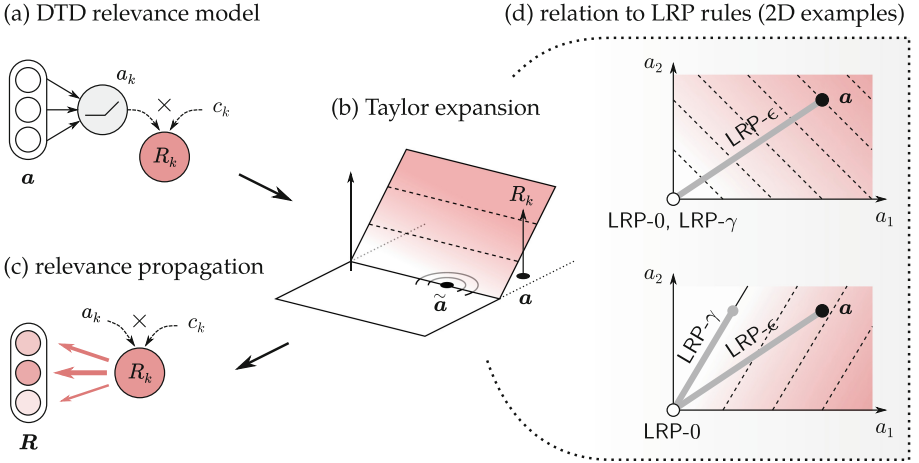 (a) DTD relevance model
a_k
×
c_k
R_k
a
(b) Taylor expansion
R_k
ã
a
(c) relevance propagation
a_k
×
c_k
R_k
R
(d) relation to LRP rules (2D examples)
a_2
a
LRP-ϵ
LRP-0, LRP-γ
a_1
a_2
a
LRP-γ
LRP-ϵ
LRP-0
a_1